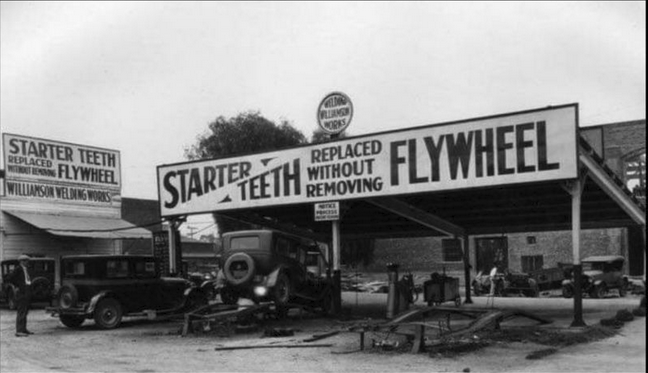 STARTER TEETH
REPLACED
WITHOUT REMOVING
FLYWHEEL
WILLIAMSON WELDING WORKS
WELDING
WILLIAMSON
WORKS
STARTER TEETH
REPLACED
WITHOUT
REMOVING
FLYWHEEL
NOTICE
PROCESS